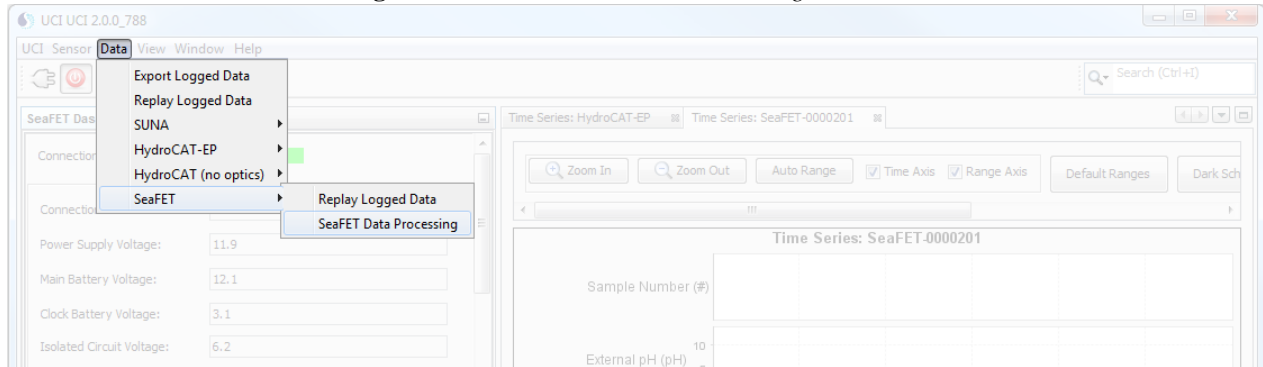 UCI UCI 2.0.0_788
UCI Sensor Data View Window Help
Search (Ctrl+I)
Export Logged Data
Replay Logged Data
SUNA
HydroCAT-EP
HydroCAT (no optics)
SeaFET
Replay Logged Data
SeaFET Data Processing
SeaFET Das
Connection
Connectio
Power Supply Voltage: 11.9
Main Battery Voltage: 12.1
Clock Battery Voltage: 3.1
Isolated Circuit Voltage: 6.2
Time Series: HydroCAT-EP Time Series: SeaFET-0000201
Zoom In Zoom Out Auto Range Time Axis Range Axis Default Ranges Dark Sch
Time Series: SeaFET-0000201
Sample Number (#)
10
External pH (pH)